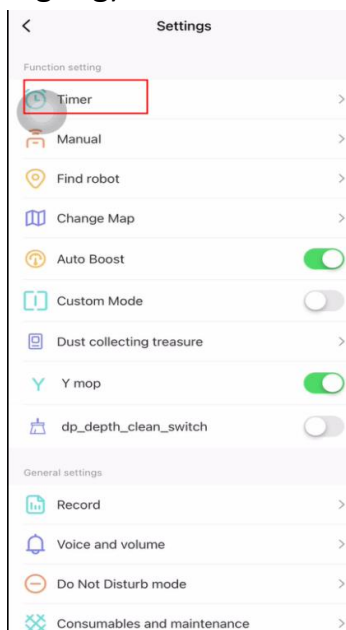 Settings
Function setting
Timer
Manual
Find robot
Change Map
Auto Boost
Custom Mode
Dust collecting treasure
Y mop
dp_depth_clean_switch
General settings
Record
Voice and volume
Do Not Disturb mode
Consumables and maintenance